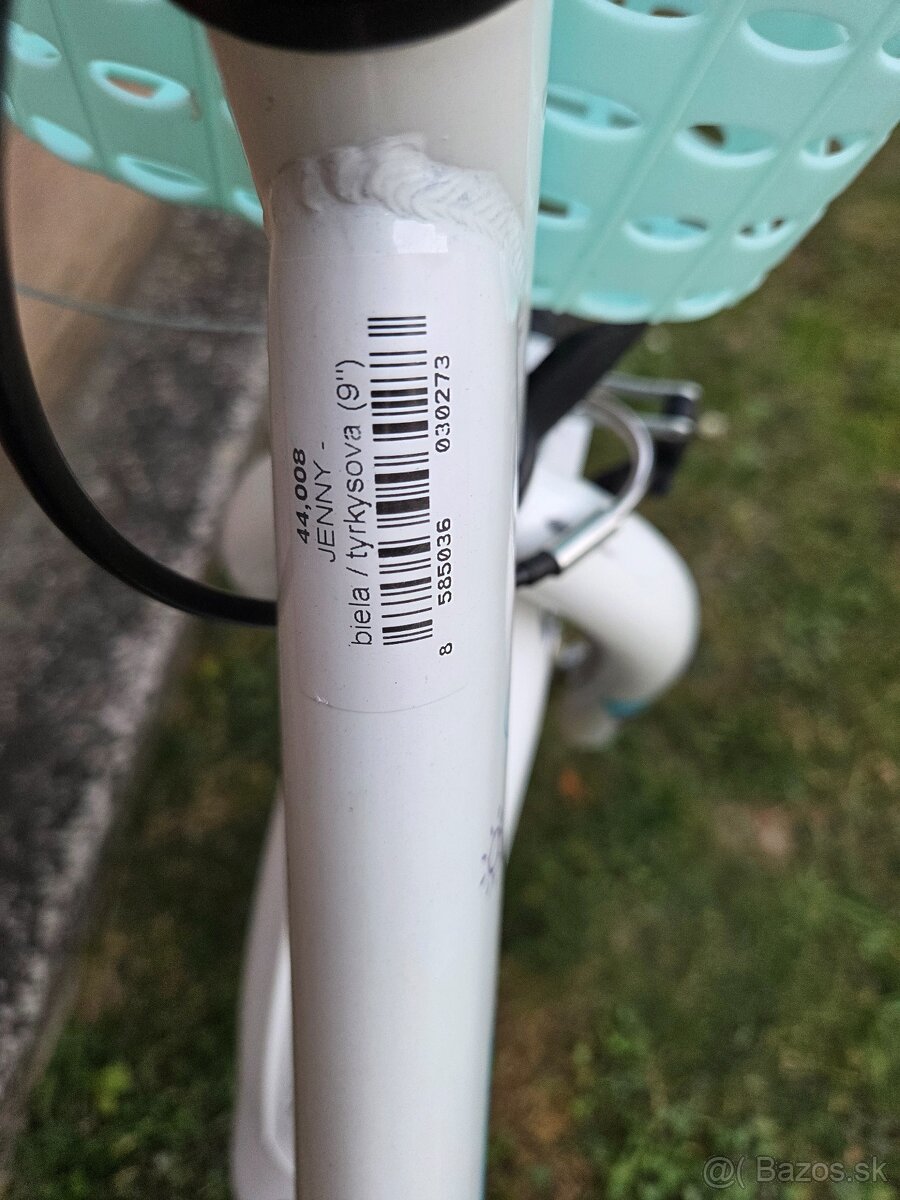 44,008
JENNY -
biela / tyrkysova (9")
8 585036 030273
@( Bazos.sk